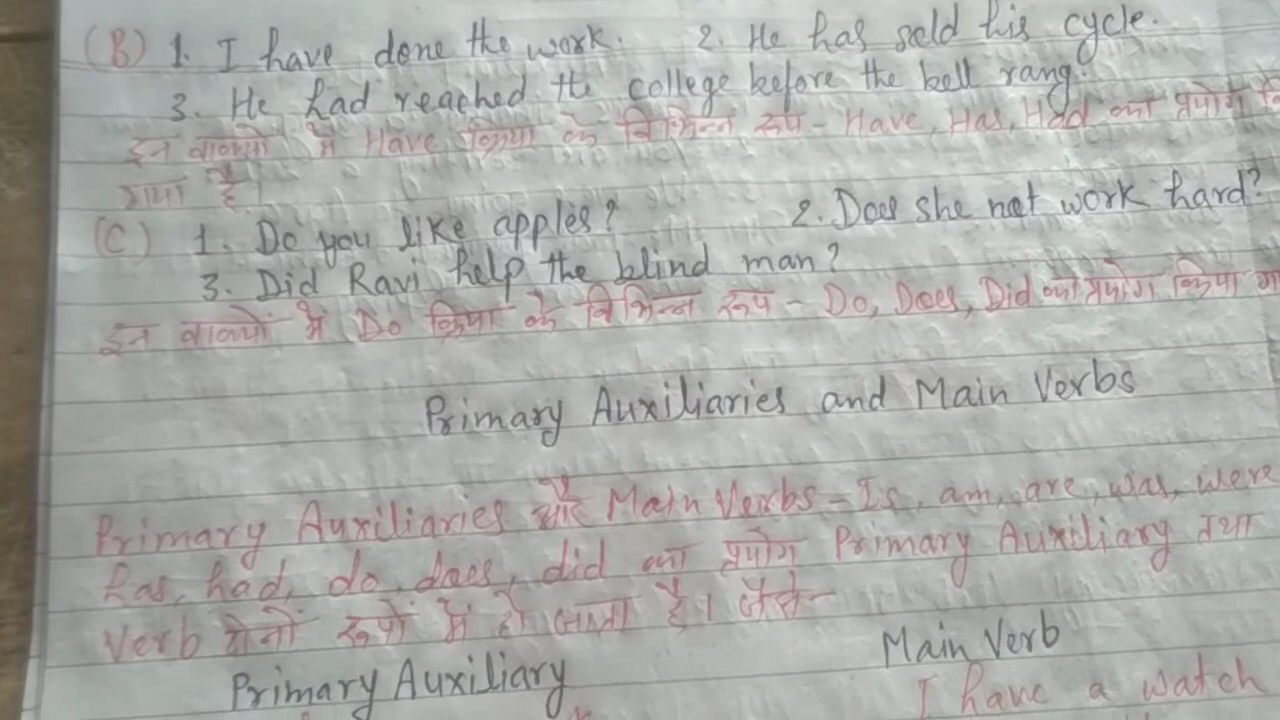 (B) 1. I have done the work. 2. He has sold his cycle.
3. He had reached the college before the bell rang.
इन वाक्यो में Have क्रिया के विभिन्न रूप - Have, Has, Had का प्रयोग कि
गया है।
(C) 1. Do you like apples? 2. Does she not work hard?
3. Did Ravi help the blind man?
इन वाक्यों में Do क्रिया के विभिन्न रूप - Do, Does, Did का प्रयोग किया ग
Primary Auxiliaries and Main Verbs
Primary Auxiliaries और Main Verbs - Is, am, are, was, were
has, had, do, does, did का प्रयोग Primary Auxiliary तथा
Verb दोनों रूपों में हो जाता है। जैसे-
Primary Auxiliary Main Verb
I have a watch